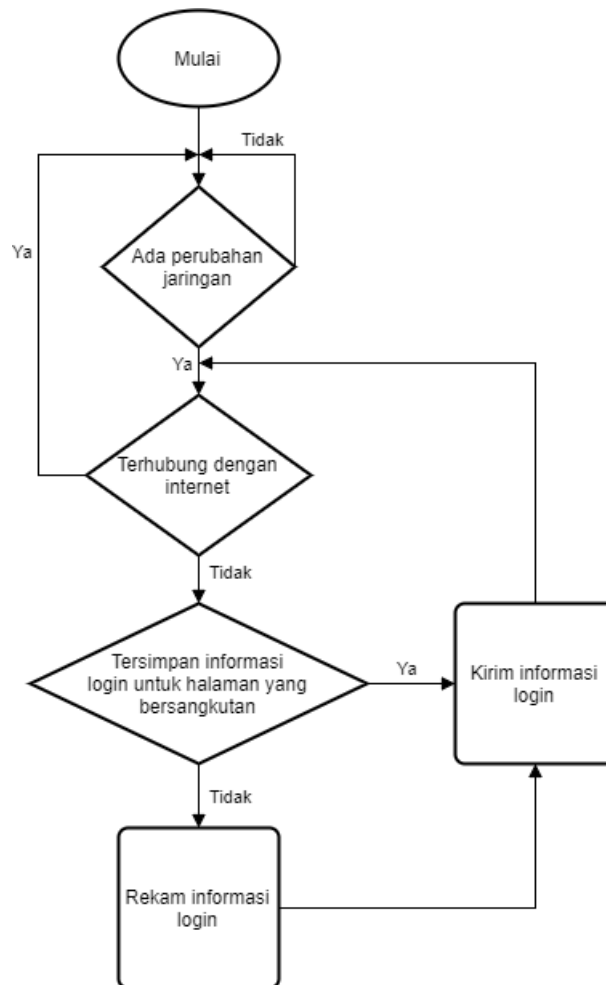 Mulai
Tidak
Ya
Ada perubahan
jaringan
Ya
Terhubung dengan
internet
Tidak
Tersimpan informasi
login untuk halaman yang
bersangkutan
Ya
Kirim informasi
login
Tidak
Rekam informasi
login